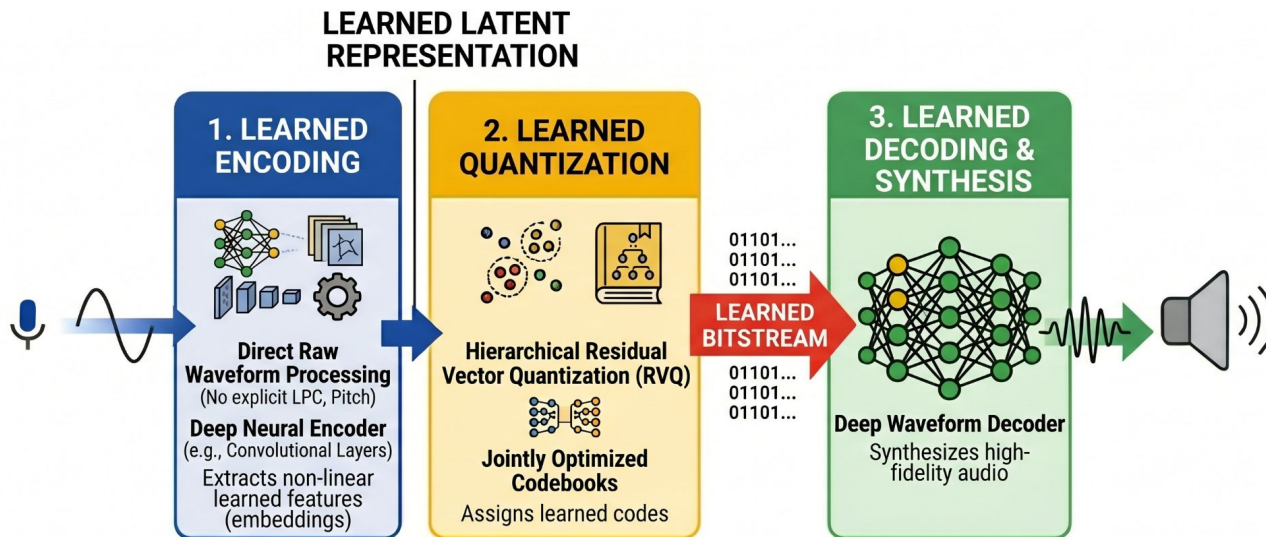 LEARNED LATENT
REPRESENTATION
1. LEARNED
ENCODING
Direct Raw
Waveform Processing
(No explicit LPC, Pitch)
Deep Neural Encoder
(e.g., Convolutional Layers)
Extracts non-linear
learned features
(embeddings)
2. LEARNED
QUANTIZATION
Hierarchical Residual
Vector Quantization (RVQ)
Jointly Optimized
Codebooks
Assigns learned codes
01101...
01101...
01101...
LEARNED
BITSTREAM
01101...
01101...
01101...
3. LEARNED
DECODING &
SYNTHESIS
Deep Waveform Decoder
Synthesizes high-
fidelity audio